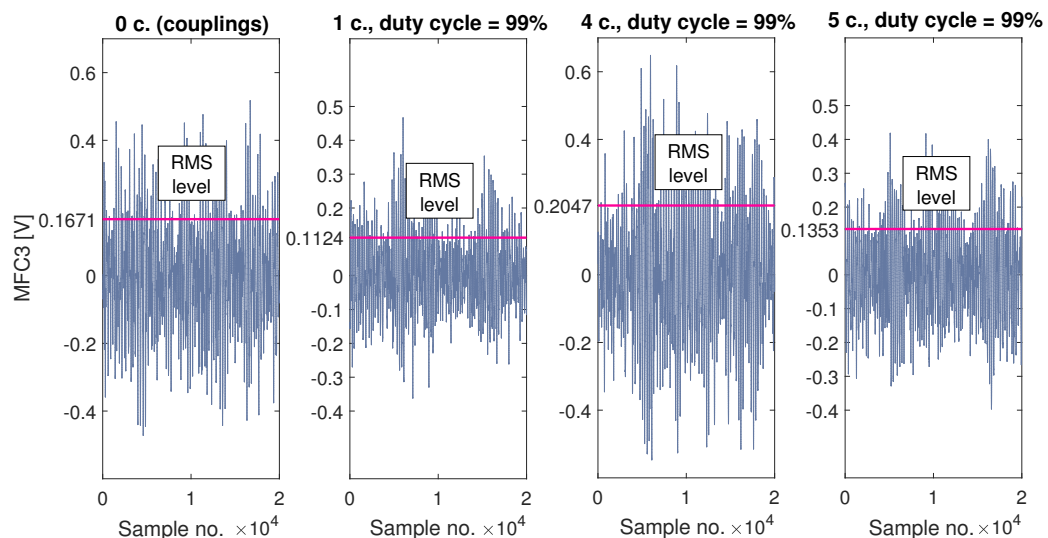 0 c. (couplings)
0.6
0.4
RMS
level
0.1671
0
-0.2
-0.4
MFC3 [V]
0 1 2
Sample no. ×10^4
1 c., duty cycle = 99%
0.5
0.4
0.3
RMS
level
0.2
0.1124
0
-0.1
-0.2
-0.3
-0.4
0 1 2
Sample no. ×10^4
4 c., duty cycle = 99%
0.6
0.4
RMS
level
0.2047
0
-0.2
-0.4
0 1 2
Sample no. ×10^4
5 c., duty cycle = 99%
0.5
0.4
0.3
RMS
level
0.2
0.1353
0
-0.1
-0.2
-0.3
-0.4
0 1 2
Sample no. ×10^4